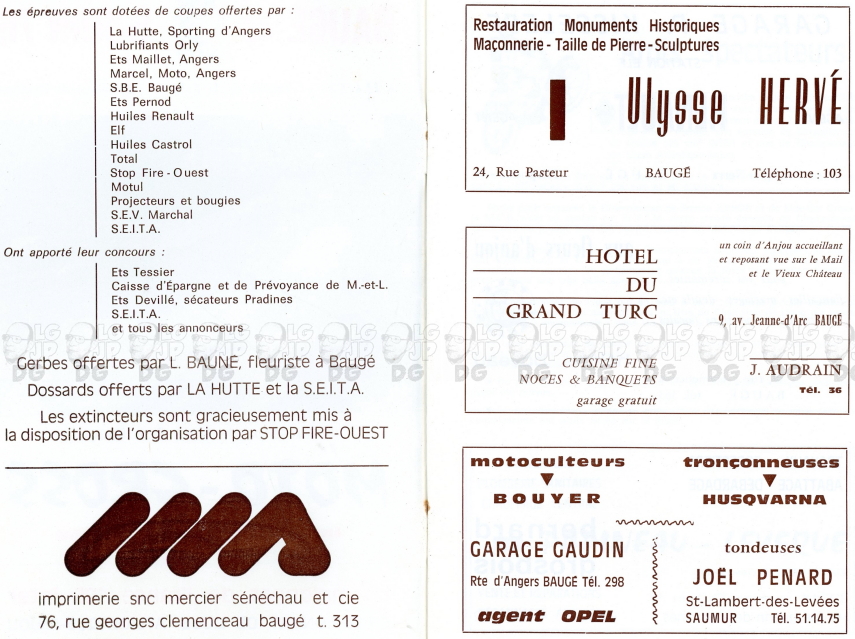 Les épreuves sont dotées de coupes offertes par :
La Hutte, Sporting d'Angers
Lubrifiants Orly
Ets Maillet, Angers
Marcel, Moto, Angers
S.B.E. Baugé
Ets Pernod
Huiles Renault
Elf
Huiles Castrol
Total
Stop Fire - Ouest
Motul
Projecteurs et bougies
S.E.V. Marchal
S.E.I.T.A.
Ont apporté leur concours :
Ets Tessier
Caisse d'Épargne et de Prévoyance de M.-et-L.
Ets Devillé, sécateurs Pradines
S.E.I.T.A.
et tous les annonceurs
Gerbes offertes par L. BAUNE, fleuriste à Baugé
Dossards offerts par LA HUTTE et la S.E.I.T.A.
Les extincteurs sont gracieusement mis à
la disposition de l'organisation par STOP FIRE-OUEST
imprimerie snc mercier sénéchau et cie
76, rue georges clemenceau baugé t. 313
Restauration Monuments Historiques
Maçonnerie - Taille de Pierre - Sculptures
Ulysse HERVÉ
24, Rue Pasteur BAUGÉ Téléphone : 103
HOTEL
DU
GRAND TURC
CUISINE FINE
NOCES & BANQUETS
garage gratuit
un coin d'Anjou accueillant
et reposant vue sur le Mail
et le Vieux Château
9, av. Jeanne-d'Arc BAUGÉ
J. AUDRAIN
Tél. 36
motoculteurs
BOUYER
GARAGE GAUDIN
Rte d'Angers BAUGÉ Tél. 298
agent OPEL
tronçonneuses
HUSQVARNA
tondeuses
JOËL PENARD
St-Lambert-des-Levées
SAUMUR Tél. 51.14.75